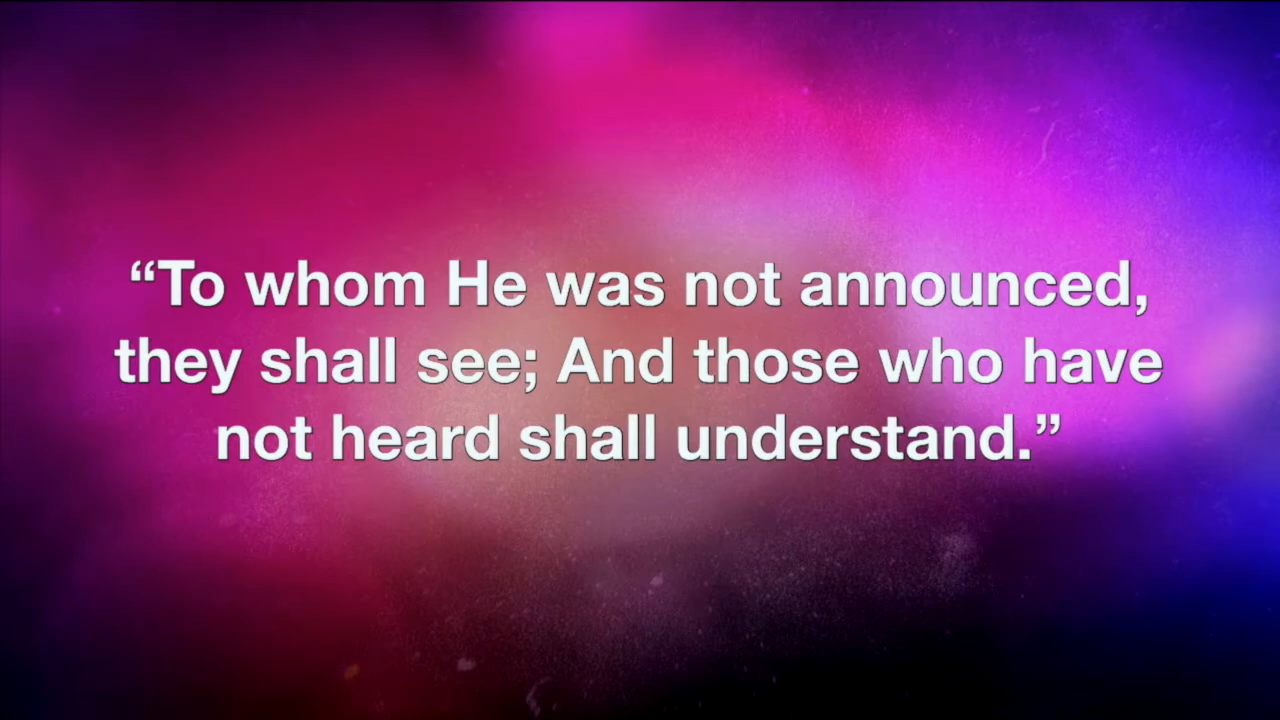 “To whom He was not announced,
they shall see; And those who have
not heard shall understand.”